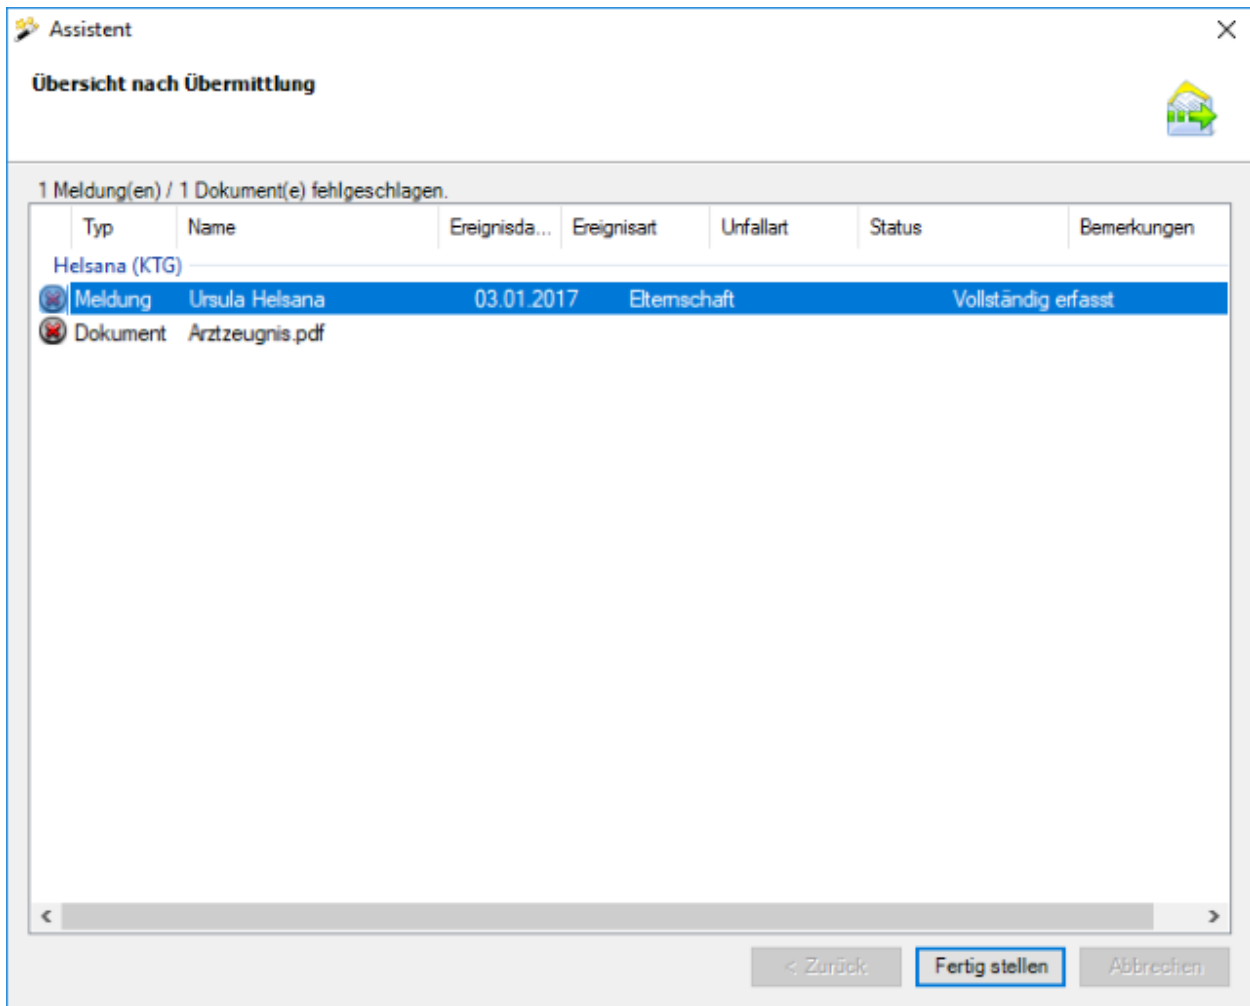 Assistent
Übersicht nach Übermittlung
1 Meldung(en) / 1 Dokument(e) fehlgeschlagen.
Typ Name Ereignisda... Ereignisart Unfallart Status Bemerkungen
Helsana (KTG)
Meldung Ursula Helsana 03.01.2017 Elternschaft Vollständig erfasst
Dokument Arztzeugnis.pdf
< Zurück Fertig stellen Abbrechen